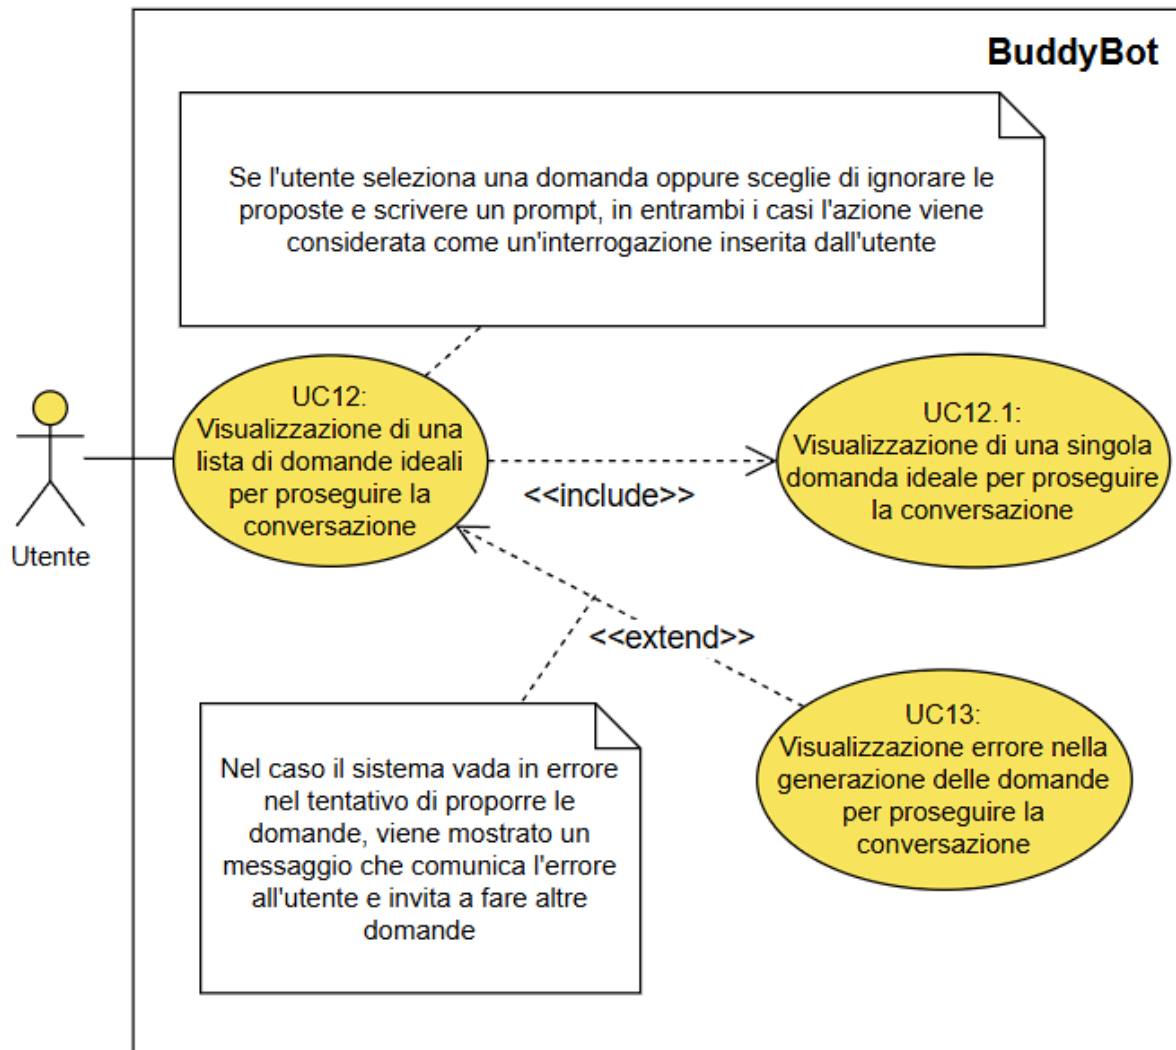 BuddyBot
Se l'utente seleziona una domanda oppure sceglie di ignorare le
proposte e scrivere un prompt, in entrambi i casi l'azione viene
considerata come un'interrogazione inserita dall'utente
UC12:
Visualizzazione di una
lista di domande ideali
per proseguire la
conversazione
UC12.1:
Visualizzazione di una singola
domanda ideale per proseguire
la conversazione
<<include>>
Utente
<<extend>>
UC13:
Visualizzazione errore nella
generazione delle domande
per proseguire la
conversazione
Nel caso il sistema vada in errore
nel tentativo di proporre le
domande, viene mostrato un
messaggio che comunica l'errore
all'utente e invita a fare altre
domande